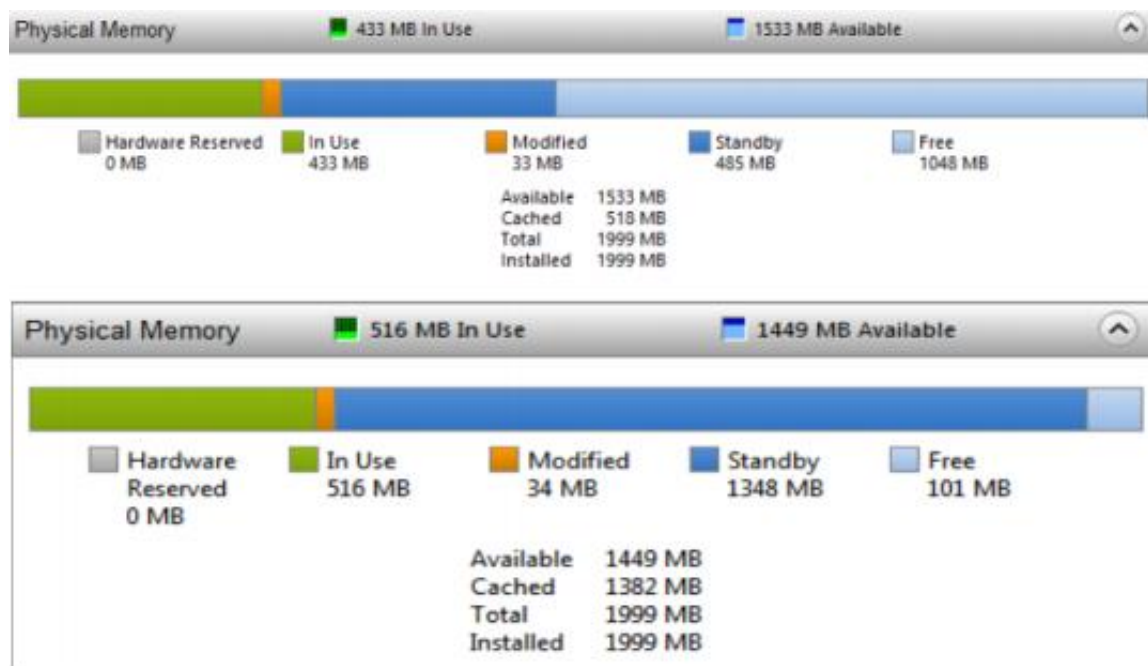 Physical Memory 433 MB In Use 1533 MB Available
Hardware Reserved In Use Modified Standby Free
0 MB 433 MB 33 MB 485 MB 1048 MB
Available 1533 MB
Cached 518 MB
Total 1999 MB
Installed 1999 MB
Physical Memory 516 MB In Use 1449 MB Available
Hardware In Use Modified Standby Free
Reserved 516 MB 34 MB 1348 MB 101 MB
0 MB
Available 1449 MB
Cached 1382 MB
Total 1999 MB
Installed 1999 MB